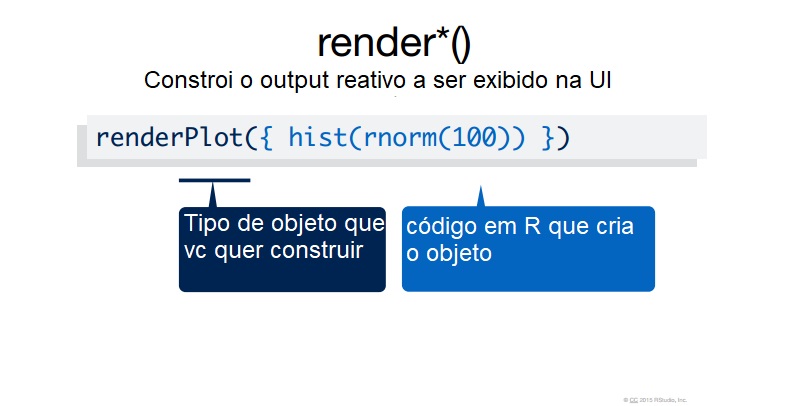 render*()
Constroi o output reativo a ser exibido na UI
renderPlot({ hist(rnorm(100)) })
Tipo de objeto que
vc quer construir
código em R que cria
o objeto
© CC 2015 RStudio, Inc.